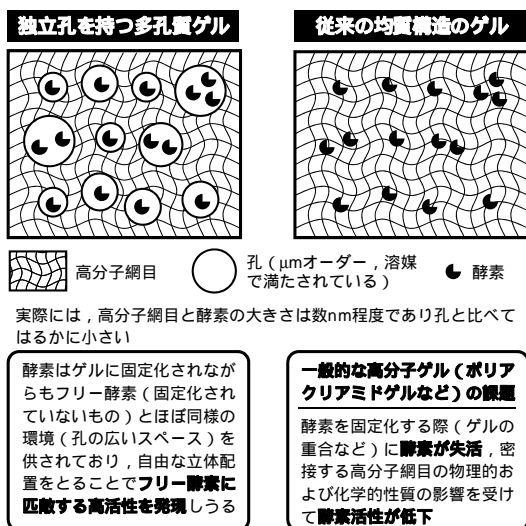 独立孔を持つ多孔質ゲル
従来の均質構造のゲル
高分子網目
孔（μmオーダー，溶媒
で満たされている）
酵素
実際には，高分子網目と酵素の大きさは数nm程度であり孔と比べて
はるかに小さい
酵素はゲルに固定化されなが
らもフリー酵素（固定化され
ていないもの）とほぼ同様の
環境（孔の広いスペース）を
供されており，自由な立体配
置をとることでフリー酵素に
匹敵する高活性を発現しうる
一般的な高分子ゲル（ポリア
クリアミドゲルなど）の課題
酵素を固定化する際（ゲルの
重合など）に酵素が失活，密
接する高分子網目の物理的お
よび化学的性質の影響を受け
て酵素活性が低下